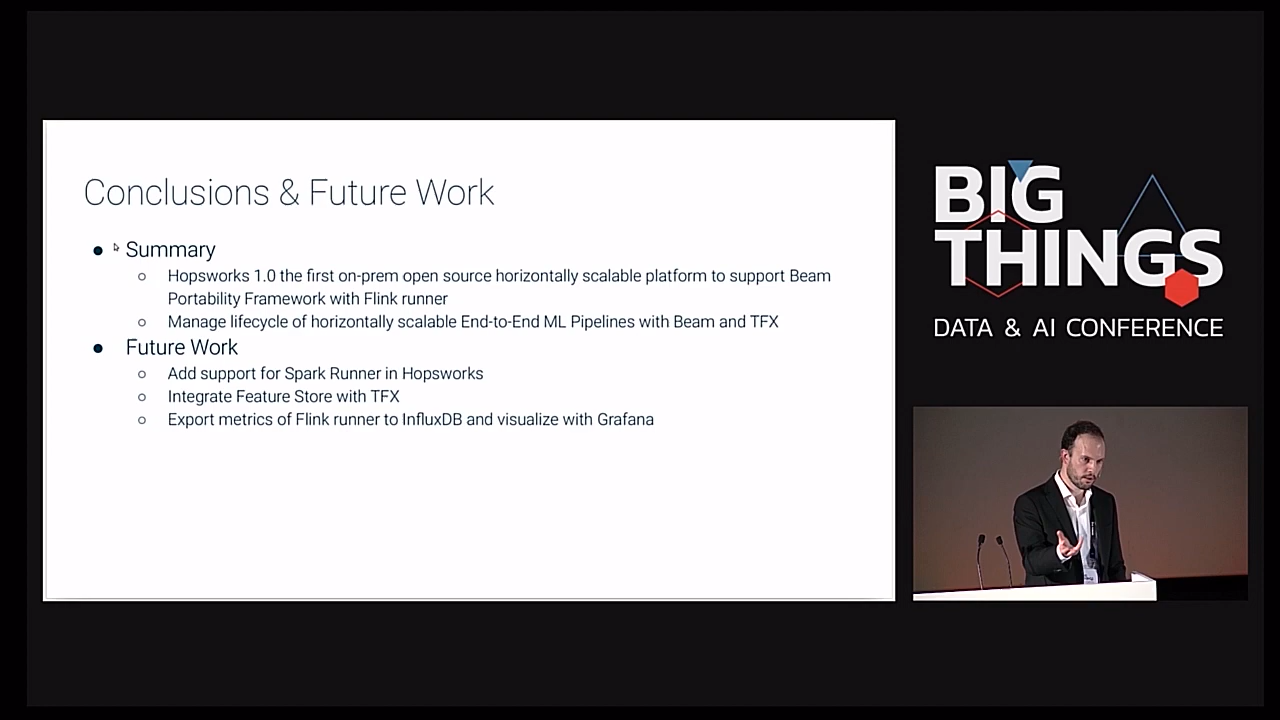 Conclusions & Future Work
● Summary
○ Hopsworks 1.0 the first on-prem open source horizontally scalable platform to support Beam
Portability Framework with Flink runner
○ Manage lifecycle of horizontally scalable End-to-End ML Pipelines with Beam and TFX
● Future Work
○ Add support for Spark Runner in Hopsworks
○ Integrate Feature Store with TFX
○ Export metrics of Flink runner to InfluxDB and visualize with Grafana
BIG
THINGS
DATA & AI CONFERENCE